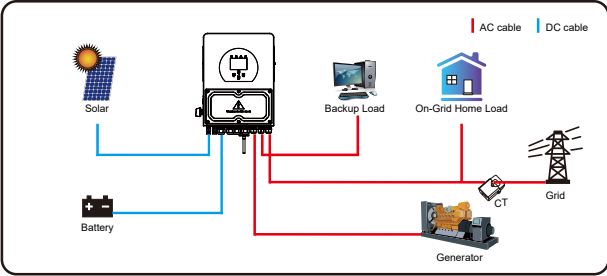 AC cable
DC cable
Solar
Backup Load
On-Grid Home Load
CT
Grid
Battery
Generator